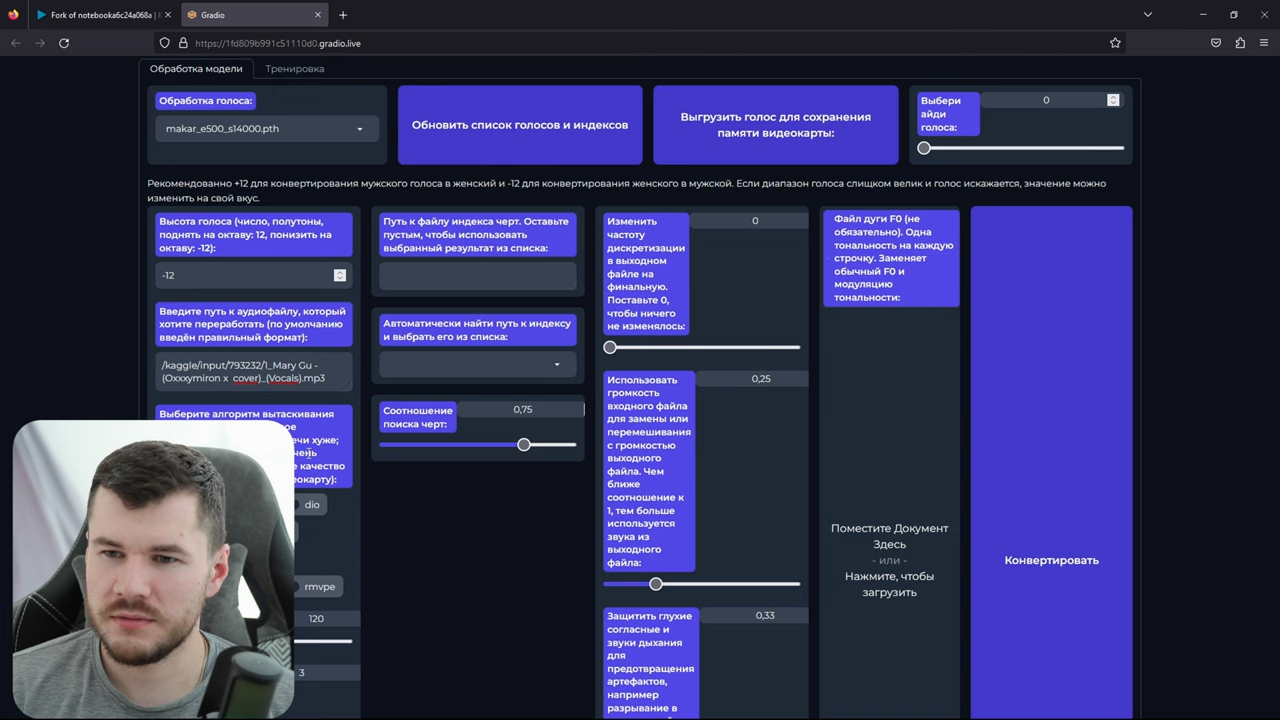 Fork of notebooka6c24a068a |
Gradio
https://1fd809b991c51110d0.gradio.live
Обработка модели
Тренировка
Обработка голоса:
makar_e500_s14000.pth
Обновить список голосов и индексов
Выгрузить голос для сохранения
памяти видеокарты:
Выбери
айди
голоса:
0
Рекомендованно +12 для конвертирования мужского голоса в женский и -12 для конвертирования женского в мужской. Если диапазон голоса слищком велик и голос искажается, значение можно
изменить на свой вкус.
Высота голоса (число, полутоны,
поднять на октаву: 12, понизить на
октаву: -12):
-12
Введите путь к аудиофайлу, который
хотите переработать (по умолчанию
введён правильный формат):
/kaggle/input/793232/1_Mary Gu -
(Oxxxymiron x cover)_(Vocals).mp3
Выберите алгоритм вытаскивания
ечи хуже;
е качество
dio
rmvpe
120
3
Путь к файлу индекса черт. Оставьте
пустым, чтобы использовать
выбранный результат из списка:
Автоматически найти путь к индексу
и выбрать его из списка:
Соотношение
поиска черт:
0,75
Изменить
частоту
дискретизации
в выходном
файле на
финальную.
Поставьте 0,
чтобы ничего
не изменялось:
0
Использовать
громкость
входного файла
для замены или
перемешивания
с громкостью
выходного
файла. Чем
ближе
соотношение к
1, тем больше
используется
звука из
выходного
файла:
0,25
Защитить глухие
согласные и
звуки дыхания
для
предотвращения
артефактов,
например
разрывание в
0,33
Файл дуги F0 (не
обязательно). Одна
тональность на каждую
строчку. Заменяет
обычный F0 и
модуляцию
тональности:
Поместите Документ
Здесь
- или -
Нажмите, чтобы
загрузить
Конвертировать